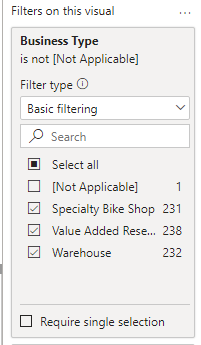 Filters on this visual ...
Business Type
is not [Not Applicable]
Filter type
Basic filtering
Search
Select all
[Not Applicable] 1
Specialty Bike Shop 231
Value Added Rese... 238
Warehouse 232
Require single selection